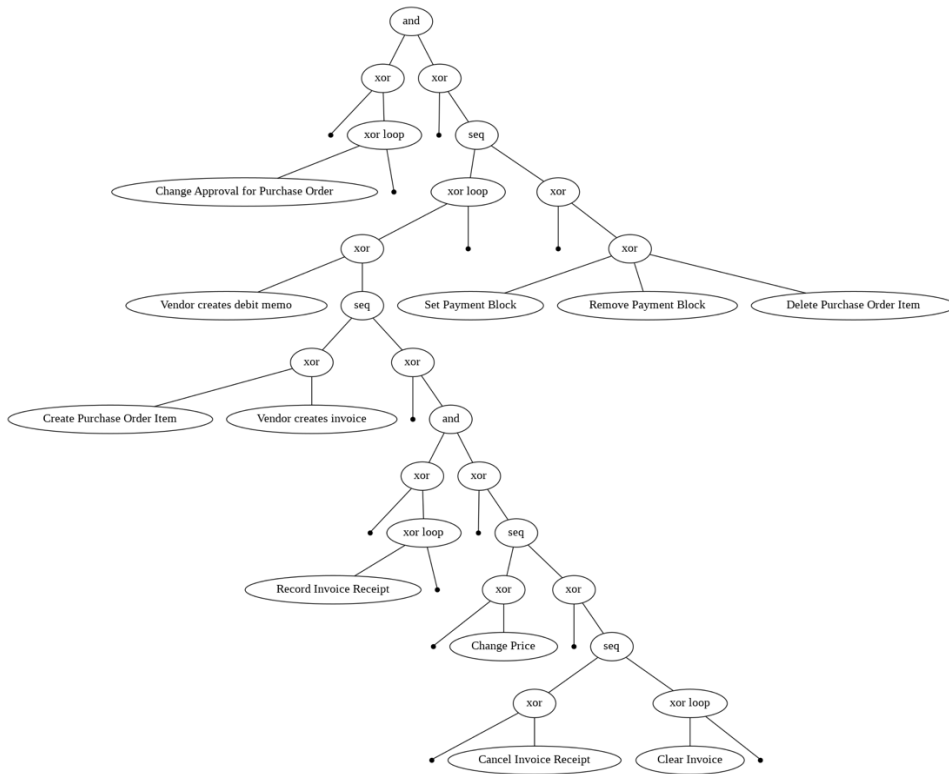 and
xor
xor
xor loop
seq
Change Approval for Purchase Order
xor loop
xor
xor
xor
Vendor creates debit memo
seq
Set Payment Block
Remove Payment Block
Delete Purchase Order Item
xor
xor
Create Purchase Order Item
Vendor creates invoice
and
xor
xor
xor loop
seq
Record Invoice Receipt
xor
xor
Change Price
seq
xor
xor loop
Cancel Invoice Receipt
Clear Invoice